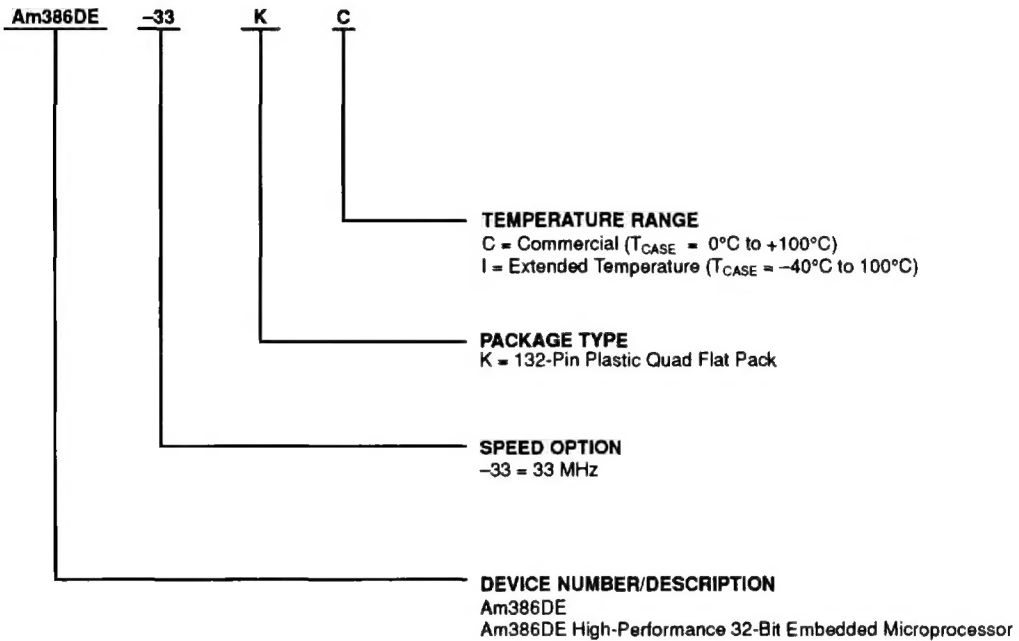 Am386DE –33 K C
TEMPERATURE RANGE
C = Commercial (TCASE = 0°C to +100°C)
I = Extended Temperature (TCASE = –40°C to 100°C)
PACKAGE TYPE
K = 132-Pin Plastic Quad Flat Pack
SPEED OPTION
–33 = 33 MHz
DEVICE NUMBER/DESCRIPTION
Am386DE
Am386DE High-Performance 32-Bit Embedded Microprocessor